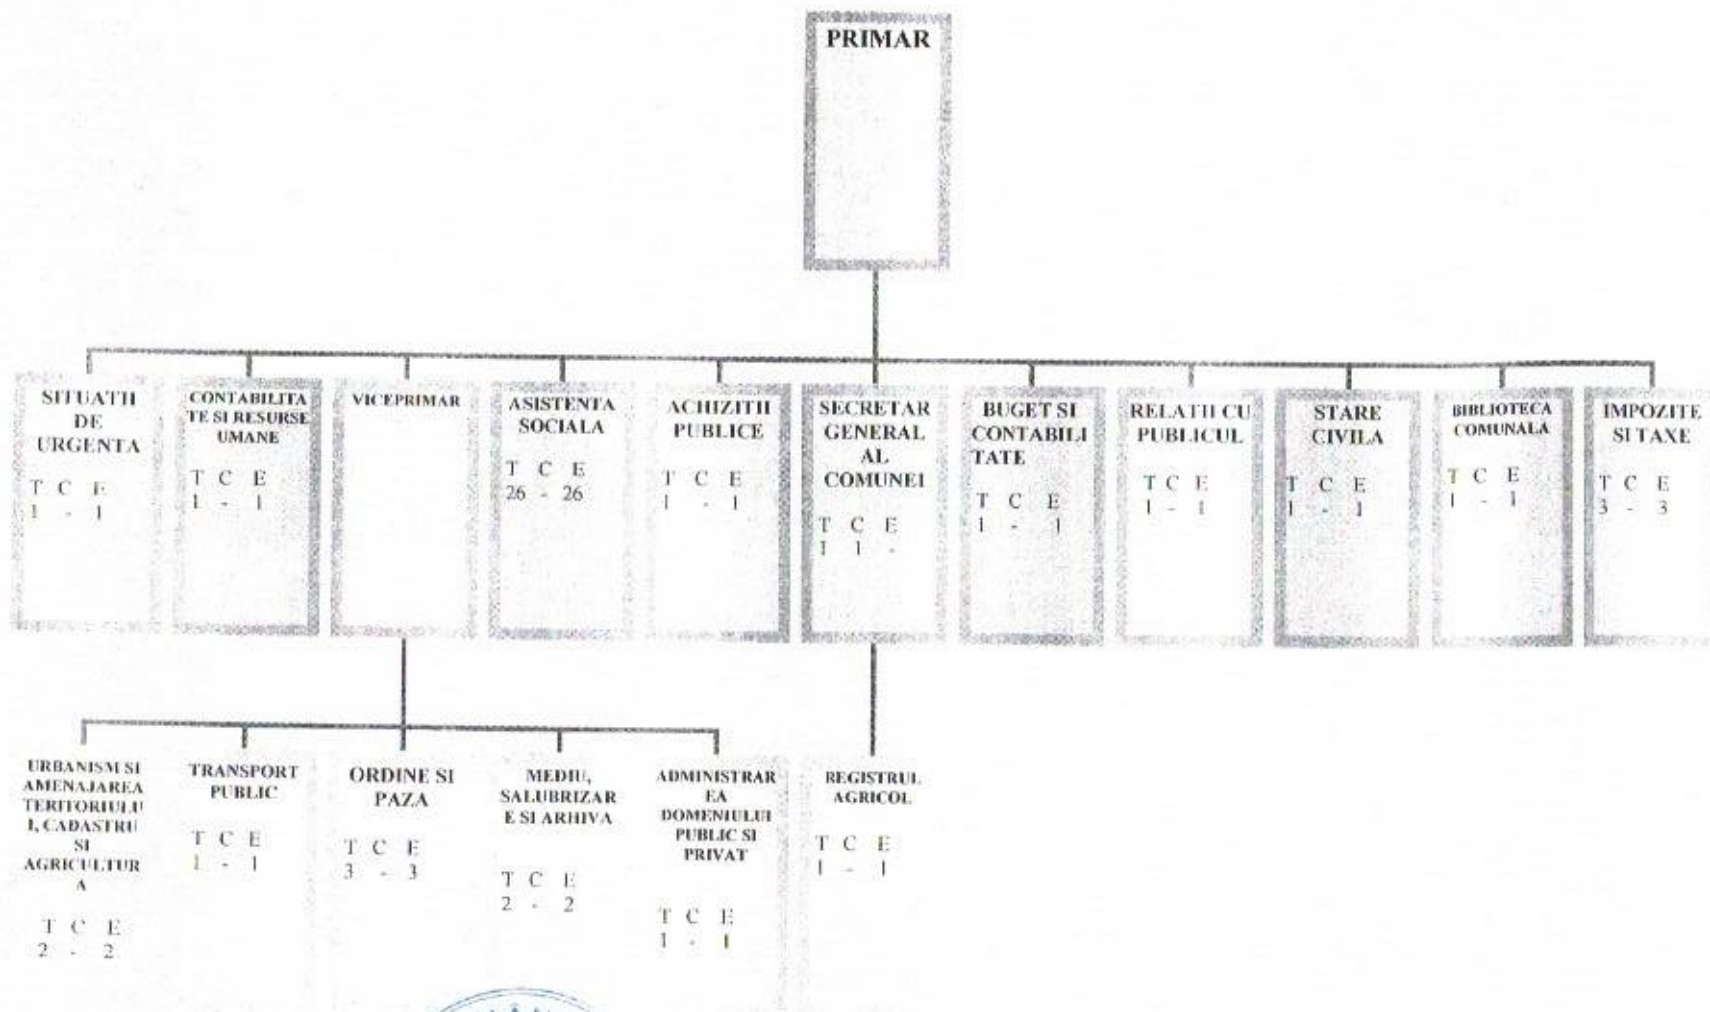 PRIMAR
SITUATII
DE
URGENTA
T C E
1 - 1
CONTABILITA
TE SI RESURSE
UMANE
T C E
1 - 1
VICEPRIMAR
ASISTENTA
SOCIALA
T C E
26 - 26
ACHIZITII
PUBLICE
T C E
1 - 1
SECRETAR
GENERAL
AL
COMUNEI
T C E
1 1 -
BUGET SI
CONTABILI
TATE
T C E
1 - 1
RELATII CU
PUBLICUL
T C E
1 - 1
STARE
CIVILA
T C E
1 - 1
BIBLIOTECA
COMUNALA
T C E
1 - 1
IMPOZITE
SI TAXE
T C E
3 - 3
URBANISM SI
AMENAJAREA
TERITORIULU
I, CADASTRU
SI
AGRICULTUR
A
T C E
2 - 2
TRANSPORT
PUBLIC
T C E
1 - 1
ORDINE SI
PAZA
T C E
3 - 3
MEDIU,
SALUBRIZAR
E SI ARHIVA
T C E
2 - 2
ADMINISTRAR
EA
DOMENIULUI
PUBLIC SI
PRIVAT
T C E
1 - 1
REGISTRUL
AGRICOL
T C E
1 - 1